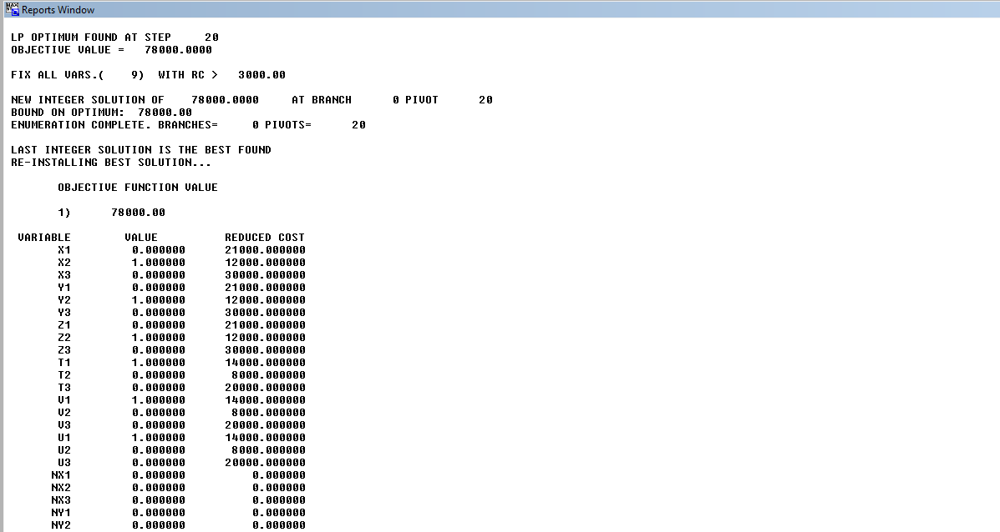 Reports Window
LP OPTIMUM FOUND AT STEP     20
OBJECTIVE VALUE =   78000.0000
FIX ALL VARS.(    9)  WITH RC >   3000.00
NEW INTEGER SOLUTION OF    78000.0000     AT BRANCH      0 PIVOT      20
BOUND ON OPTIMUM:  78000.00
ENUMERATION COMPLETE. BRANCHES=     0 PIVOTS=      20
LAST INTEGER SOLUTION IS THE BEST FOUND
RE-INSTALLING BEST SOLUTION...
OBJECTIVE FUNCTION VALUE
1)      78000.00
VARIABLE        VALUE          REDUCED COST
X1         0.000000     21000.000000
X2         1.000000     12000.000000
X3         0.000000     30000.000000
Y1         0.000000     21000.000000
Y2         1.000000     12000.000000
Y3         0.000000     30000.000000
Z1         0.000000     21000.000000
Z2         1.000000     12000.000000
Z3         0.000000     30000.000000
T1         1.000000     14000.000000
T2         0.000000      8000.000000
T3         0.000000     20000.000000
V1         1.000000     14000.000000
V2         0.000000      8000.000000
V3         0.000000     20000.000000
U1         1.000000     14000.000000
U2         0.000000      8000.000000
U3         0.000000     20000.000000
NX1         0.000000         0.000000
NX2         0.000000         0.000000
NX3         0.000000         0.000000
NY1         0.000000         0.000000
NY2         0.000000         0.000000